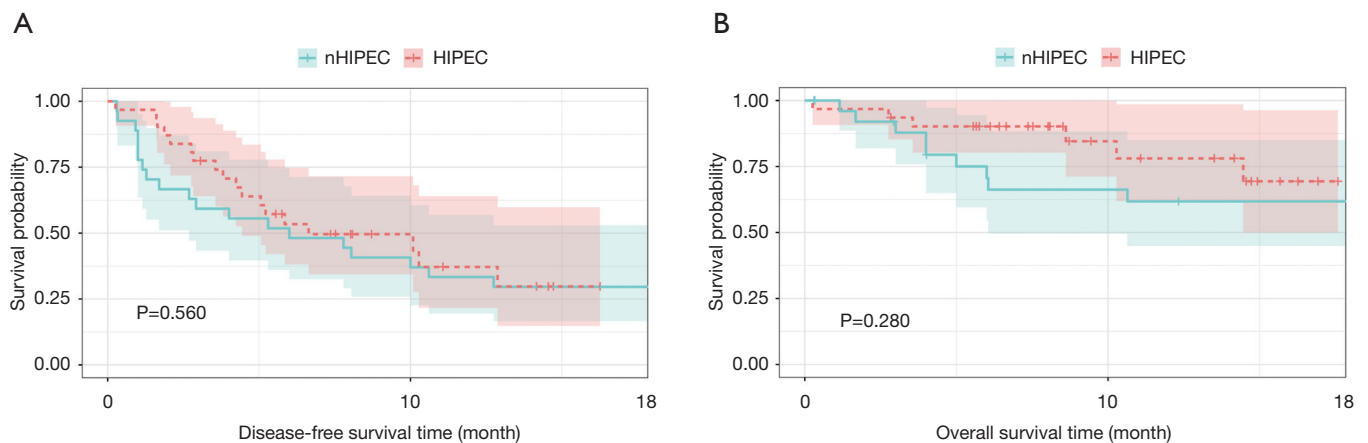 A
nHIPEC HIPEC
Survival probability
1.00
0.75
0.50
0.25
0.00
P=0.560
0 10 18
Disease-free survival time (month)
B
nHIPEC HIPEC
Survival probability
1.00
0.75
0.50
0.25
0.00
P=0.280
0 10 18
Overall survival time (month)